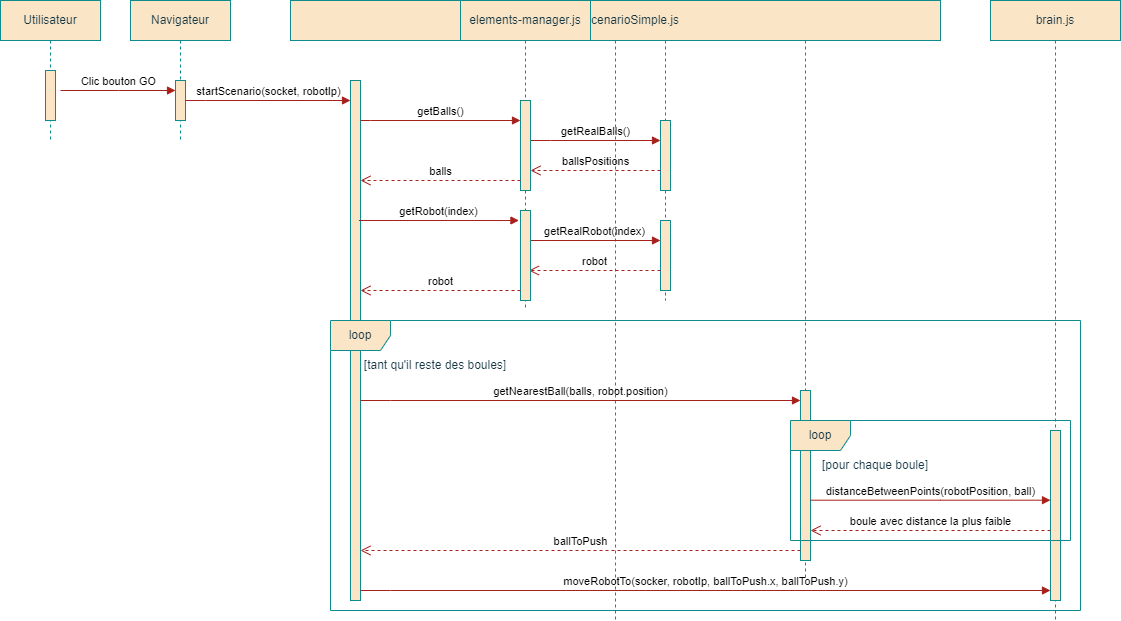 Utilisateur
Navigateur
elements-manager.js
cenarioSimple.js
brain.js
Clic bouton GO
startScenario(socket, robotIp)
getBalls()
getRealBalls()
ballsPositions
balls
getRobot(index)
getRealRobot(index)
robot
robot
loop
[tant qu'il reste des boules]
getNearestBall(balls, robot.position)
loop
[pour chaque boule]
distanceBetweenPoints(robotPosition, ball)
boule avec distance la plus faible
ballToPush
moveRobotTo(socker, robotIp, ballToPush.x, ballToPush.y)